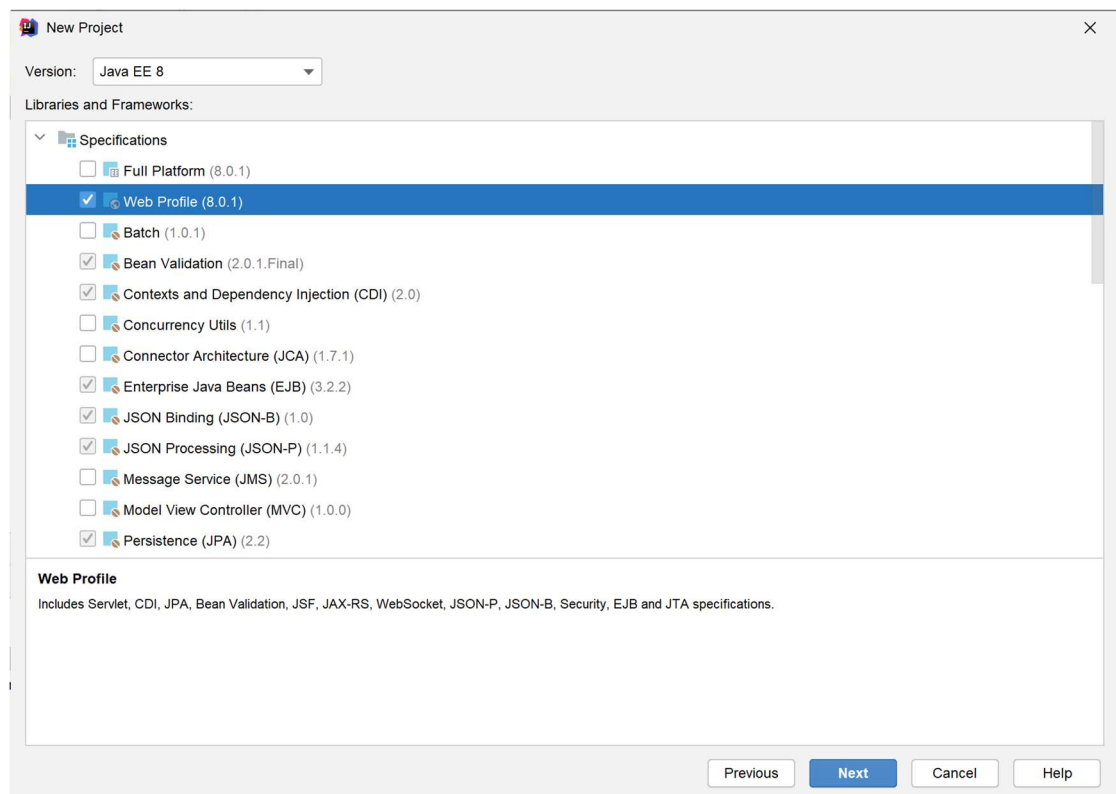 New Project
Version: Java EE 8
Libraries and Frameworks:
Specifications
Full Platform (8.0.1)
Web Profile (8.0.1)
Batch (1.0.1)
Bean Validation (2.0.1.Final)
Contexts and Dependency Injection (CDI) (2.0)
Concurrency Utils (1.1)
Connector Architecture (JCA) (1.7.1)
Enterprise Java Beans (EJB) (3.2.2)
JSON Binding (JSON-B) (1.0)
JSON Processing (JSON-P) (1.1.4)
Message Service (JMS) (2.0.1)
Model View Controller (MVC) (1.0.0)
Persistence (JPA) (2.2)
Web Profile
Includes Servlet, CDI, JPA, Bean Validation, JSF, JAX-RS, WebSocket, JSON-P, JSON-B, Security, EJB and JTA specifications.
Previous Next Cancel Help